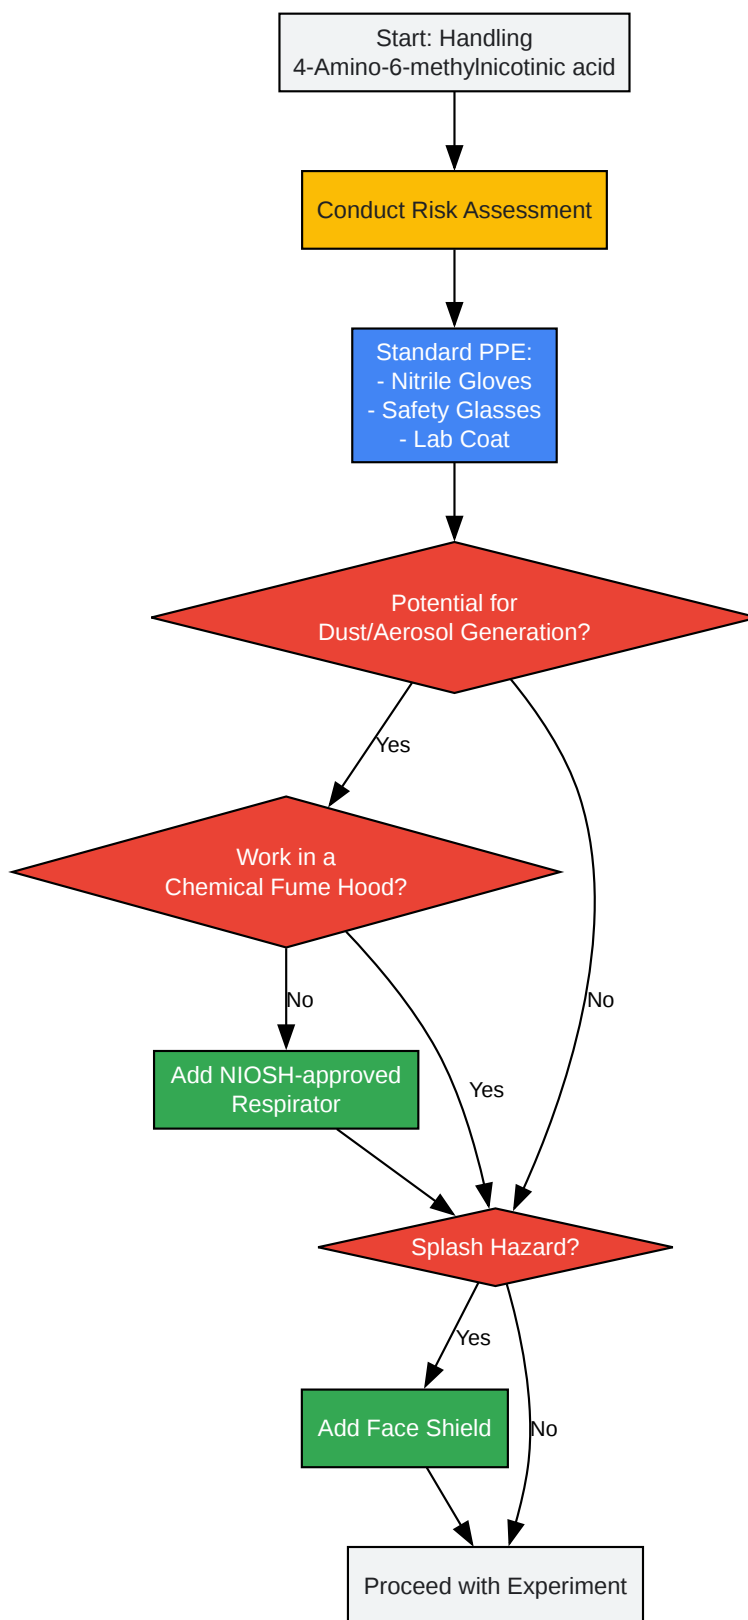 Start: Handling
4-Amino-6-methylnicotinic acid
Conduct Risk Assessment
Standard PPE:
- Nitrile Gloves
- Safety Glasses
- Lab Coat
Potential for
Dust/Aerosol Generation?
Yes
Work in a
Chemical Fume Hood?
No
No
Add NIOSH-approved
Respirator
Yes
Splash Hazard?
Yes
Add Face Shield
No
Proceed with Experiment